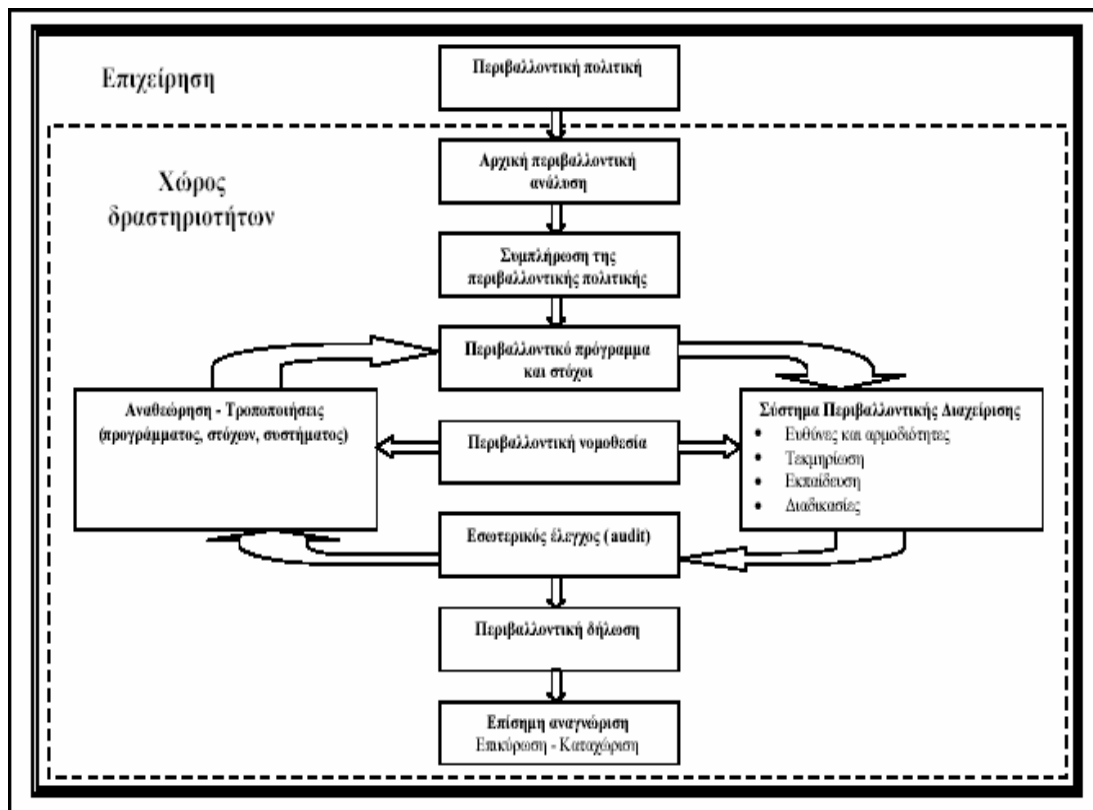 Επιχείρηση
Περιβαλλοντική πολιτική
Χώρος
δραστηριοτήτων
Αρχική περιβαλλοντική
ανάλυση
Συμπλήρωση της
περιβαλλοντικής πολιτικής
Περιβαλλοντικό πρόγραμμα
και στόχοι
Αναθεώρηση - Τροποποιήσεις
(προγράμματος, στόχων, συστήματος)
Περιβαλλοντική νομοθεσία
Σύστημα Περιβαλλοντικής Διαχείρισης
• Ευθύνες και αρμοδιότητες
• Τεκμηρίωση
• Εκπαίδευση
• Διαδικασίες
Εσωτερικός έλεγχος (audit)
Περιβαλλοντική δήλωση
Επίσημη αναγνώριση
Επικύρωση - Καταχώριση